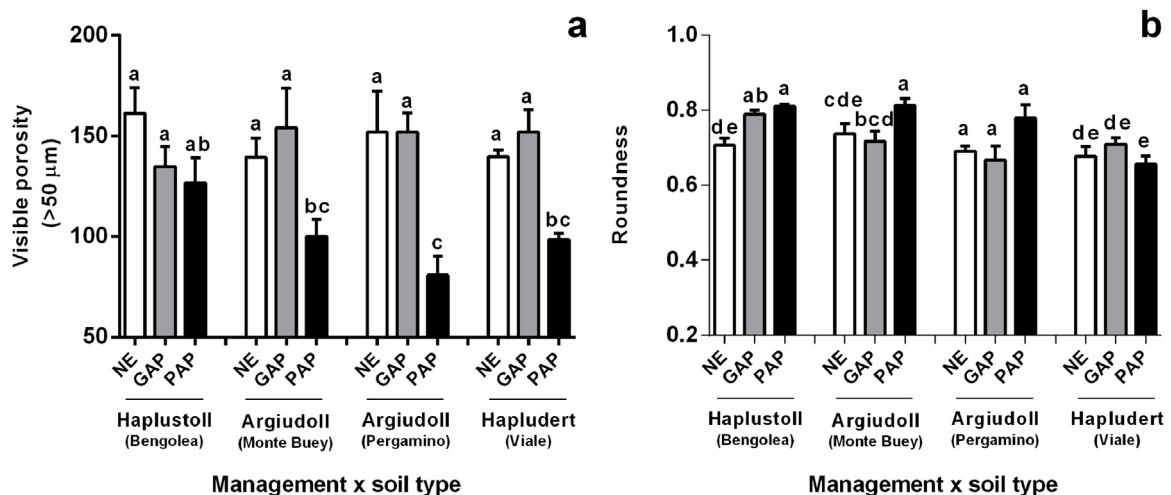 a
Visible porosity
(>50 µm)
200
150
100
50
a
a
ab
a
a
bc
a
a
c
a
a
bc
NE GAP PAP NE GAP PAP NE GAP PAP NE GAP PAP
Haplustoll Argiudoll Argiudoll Hapludert
(Bengolea) (Monte Buey) (Pergamino) (Viale)
Management x soil type
b
Roundness
1.0
0.8
0.6
0.4
0.2
de
ab
a
cde
bcd
a
a
a
a
de
de
e
NE GAP PAP NE GAP PAP NE GAP PAP NE GAP PAP
Haplustoll Argiudoll Argiudoll Hapludert
(Bengolea) (Monte Buey) (Pergamino) (Viale)
Management x soil type